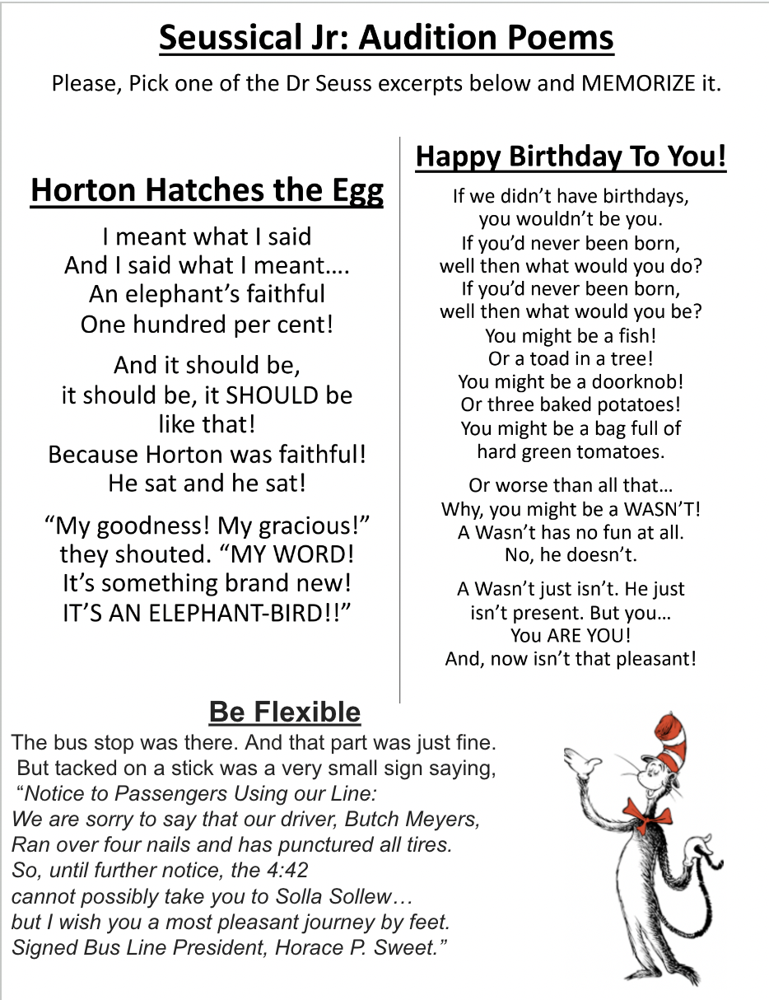 Seussical Jr: Audition Poems
Please, Pick one of the Dr Seuss excerpts below and MEMORIZE it.
Horton Hatches the Egg
I meant what I said
And I said what I meant....
An elephant's faithful
One hundred per cent!
And it should be,
it should be, it SHOULD be
like that!
Because Horton was faithful!
He sat and he sat!
“My goodness! My gracious!”
they shouted. “MY WORD!
It's something brand new!
IT'S AN ELEPHANT-BIRD!!”
Happy Birthday To You!
If we didn't have birthdays,
you wouldn't be you.
If you'd never been born,
well then what would you do?
If you'd never been born,
well then what would you be?
You might be a fish!
Or a toad in a tree!
You might be a doorknob!
Or three baked potatoes!
You might be a bag full of
hard green tomatoes.
Or worse than all that…
Why, you might be a WASN'T!
A Wasn't has no fun at all.
No, he doesn't.
A Wasn't just isn't. He just
isn't present. But you…
You ARE YOU!
And, now isn't that pleasant!
Be Flexible
The bus stop was there. And that part was just fine.
But tacked on a stick was a very small sign saying,
“Notice to Passengers Using our Line:
We are sorry to say that our driver, Butch Meyers,
Ran over four nails and has punctured all tires.
So, until further notice, the 4:42
cannot possibly take you to Solla Sollew…
but I wish you a most pleasant journey by feet.
Signed Bus Line President, Horace P. Sweet.”